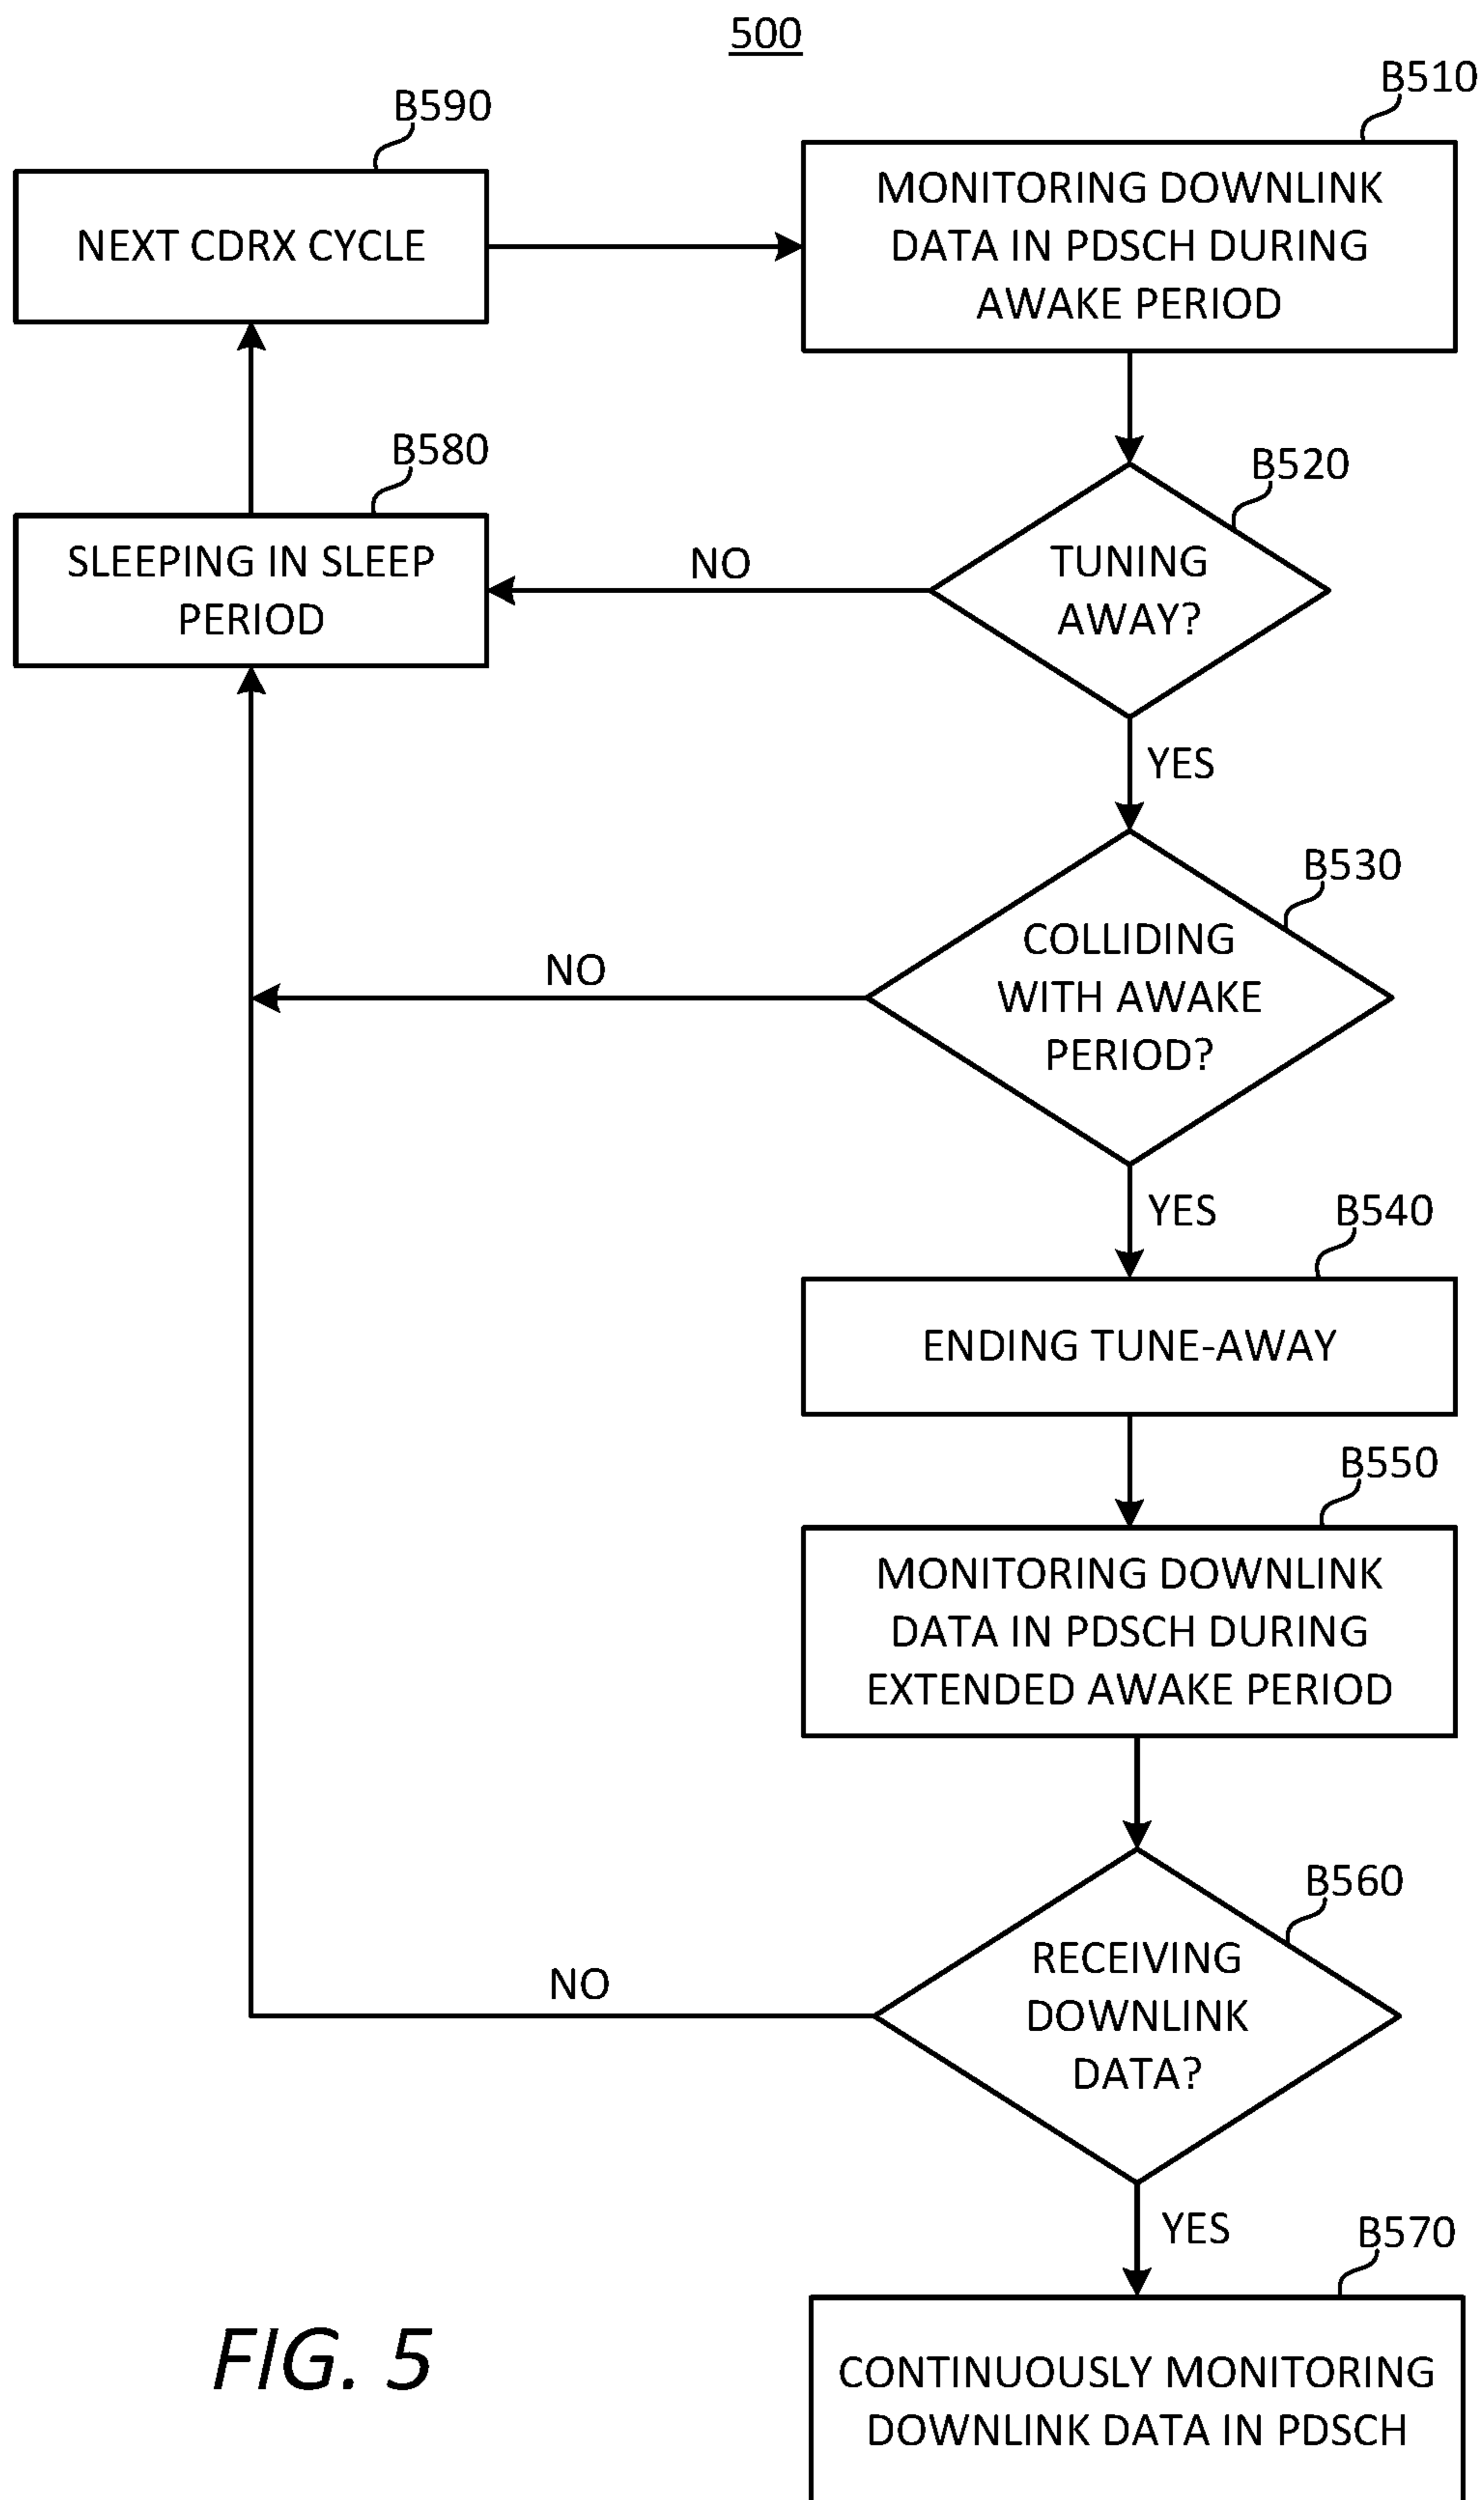 500
B510
MONITORING DOWNLINK
DATA IN PDSCH DURING
AWAKE PERIOD
B590
NEXT CDRX CYCLE
B520
TUNING
AWAY?
NO
B580
SLEEPING IN SLEEP
PERIOD
YES
B530
COLLIDING
WITH AWAKE
PERIOD?
NO
YES
B540
ENDING TUNE-AWAY
B550
MONITORING DOWNLINK
DATA IN PDSCH DURING
EXTENDED AWAKE PERIOD
B560
RECEIVING
DOWNLINK
DATA?
NO
YES
B570
CONTINUOUSLY MONITORING
DOWNLINK DATA IN PDSCH
FIG. 5